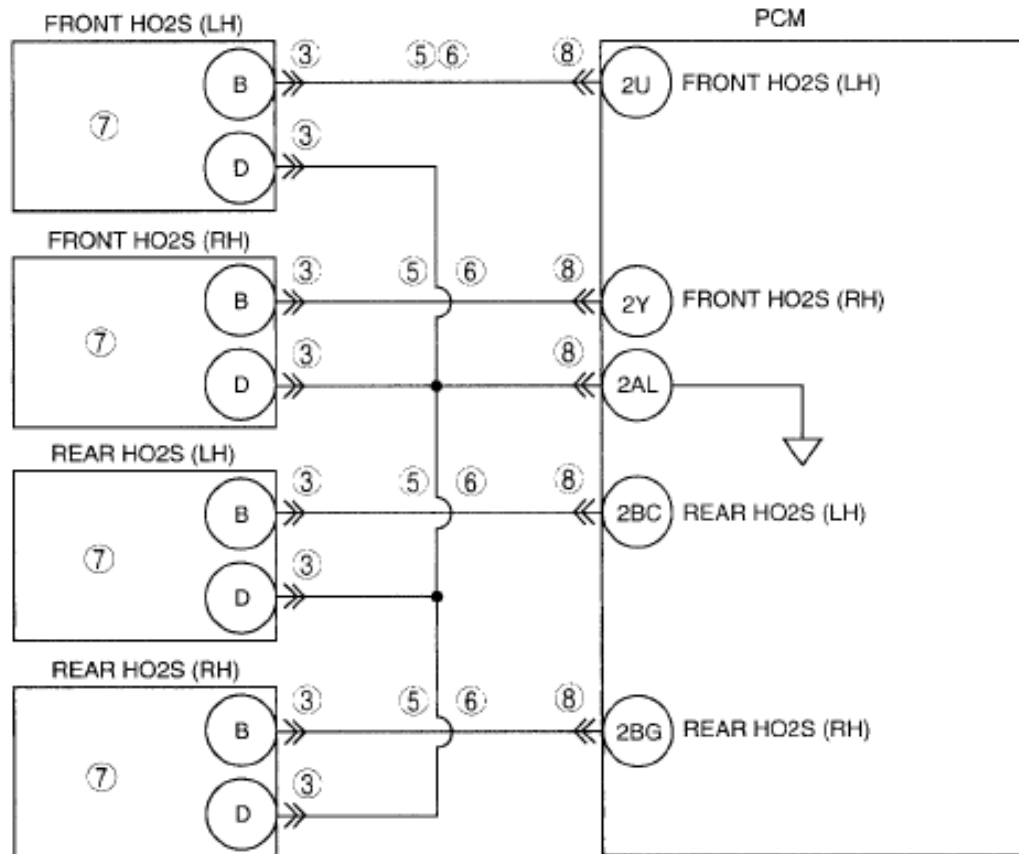 FRONT HO2S (LH)
PCM
B
③
⑤⑥
⑧
2U
FRONT HO2S (LH)
⑦
③
D
FRONT HO2S (RH)
B
③
⑤
⑥
⑧
2Y
FRONT HO2S (RH)
⑦
③
⑧
D
2AL
REAR HO2S (LH)
B
③
⑤
⑥
⑧
2BC
REAR HO2S (LH)
⑦
③
D
REAR HO2S (RH)
B
③
⑤
⑥
⑧
2BG
REAR HO2S (RH)
⑦
③
D